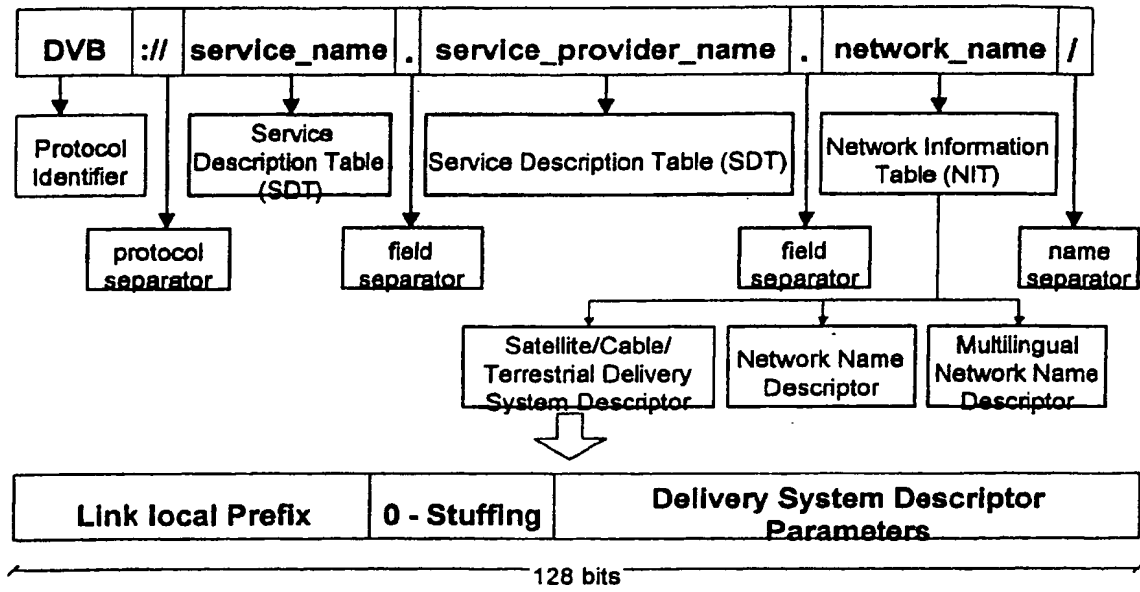 DVB :// service_name . service_provider_name . network_name /
Protocol
Identifier
Service
Description Table
(SDT)
Service Description Table (SDT)
Network Information
Table (NIT)
protocol
separator
field
separator
field
separator
name
separator
Satellite/Cable/
Terrestrial Delivery
System Descriptor
Network Name
Descriptor
Multilingual
Network Name
Descriptor
Link local Prefix
0 - Stuffing
Delivery System Descriptor
Parameters
128 bits